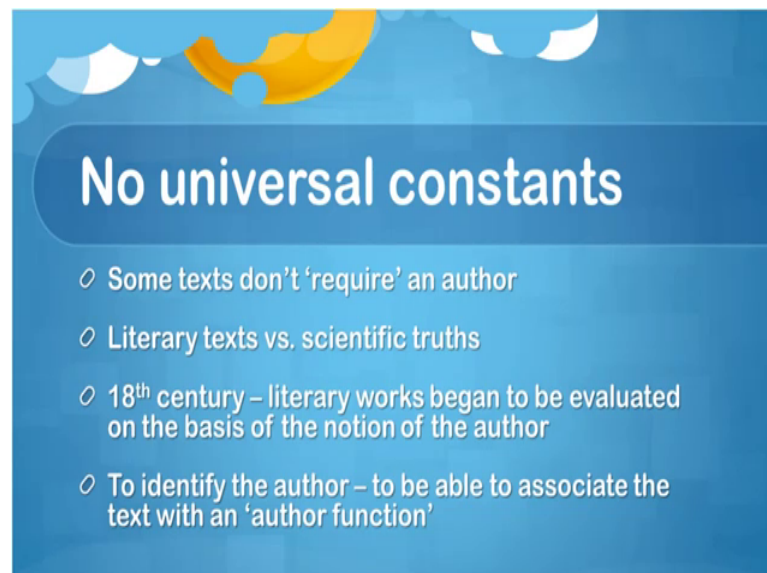 No universal constants
Some texts don’t ‘require’ an author
Literary texts vs. scientific truths
18th century – literary works began to be evaluated
on the basis of the notion of the author
To identify the author – to be able to associate the
text with an ‘author function’